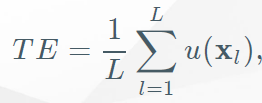 TE = \frac{1}{L} \sum_{l=1}^{L} u(\mathbf{x}_l),